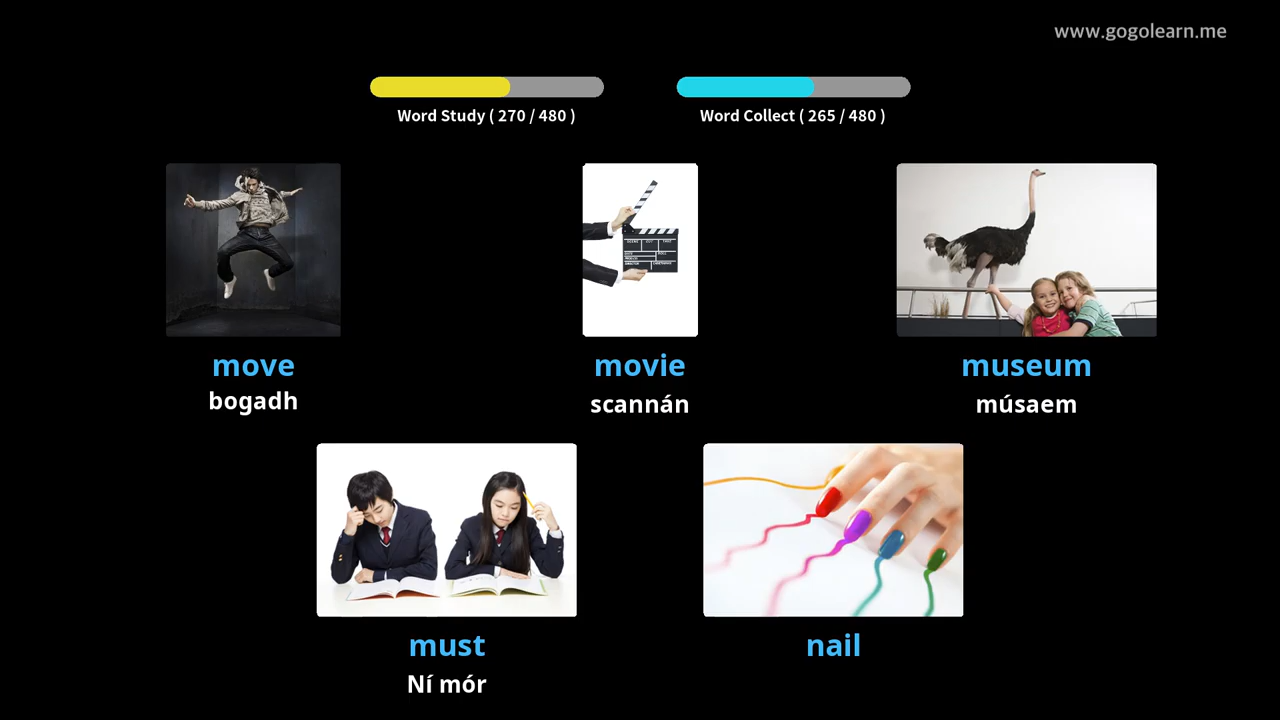 www.gogolearn.me
Word Study ( 270 / 480 )
Word Collect ( 265 / 480 )
move
bogadh
movie
scannán
museum
músaem
must
Ní mór
nail